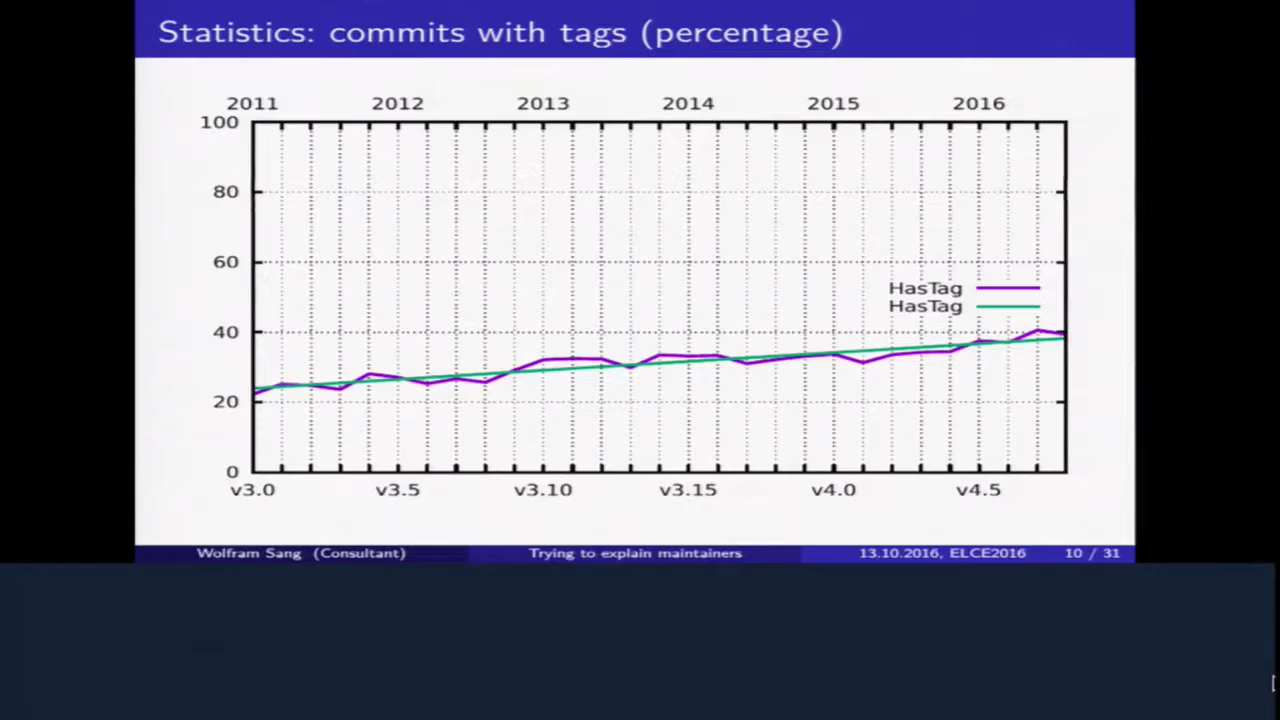 Statistics: commits with tags (percentage)
2011 2012 2013 2014 2015 2016
100
80
60
HasTag
HasTag
40
20
0
v3.0 v3.5 v3.10 v3.15 v4.0 v4.5
Wolfram Sang (Consultant) Trying to explain maintainers 13.10.2016, ELCE2016 10 / 31